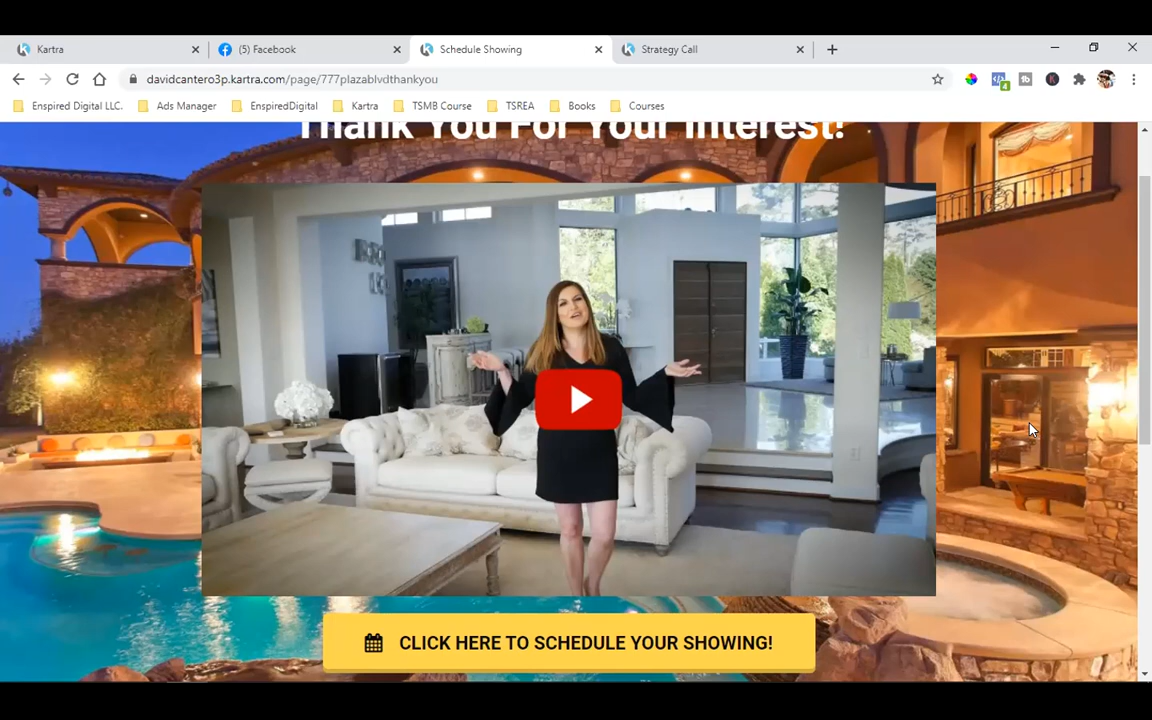 Kartra
(5) Facebook
Schedule Showing
Strategy Call
davidcantero3p.kartra.com/page/777plazablvdthankyou
4
Enspired Digital LLC.
Ads Manager
EnspiredDigital
Kartra
TSMB Course
TSREA
Books
Courses
Thank You For Your Interest!
CLICK HERE TO SCHEDULE YOUR SHOWING!